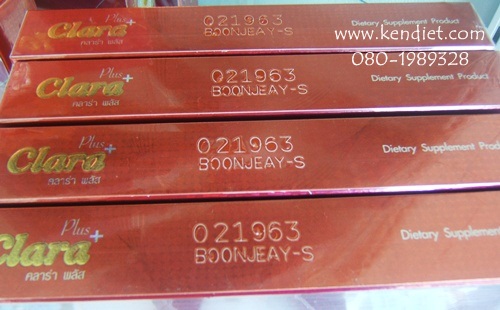 www.kendiet.com
080-1989328
Plus+
Clara
คลาร่า พลัส
021963
BOONJEAY-S
Dietary Supplement Product
Plus+
Clara
คลาร่า พลัส
021963
BOONJEAY-S
Dietary Supplement Product
Plus+
Clara
คลาร่า พลัส
021963
BOONJEAY-S
Dietary Supplement Produ
Plus+
Clara
คลาร่า พลัส
021963
BOONJEAY-S
Dietary Supplement